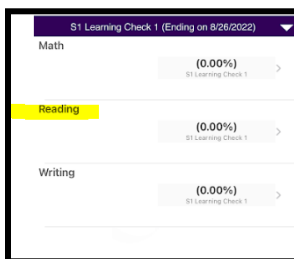 S1 Learning Check 1 (Ending on 8/26/2022)
Math
(0.00%)
S1 Learning Check 1
Reading
(0.00%)
S1 Learning Check 1
Writing
(0.00%)
S1 Learning Check 1